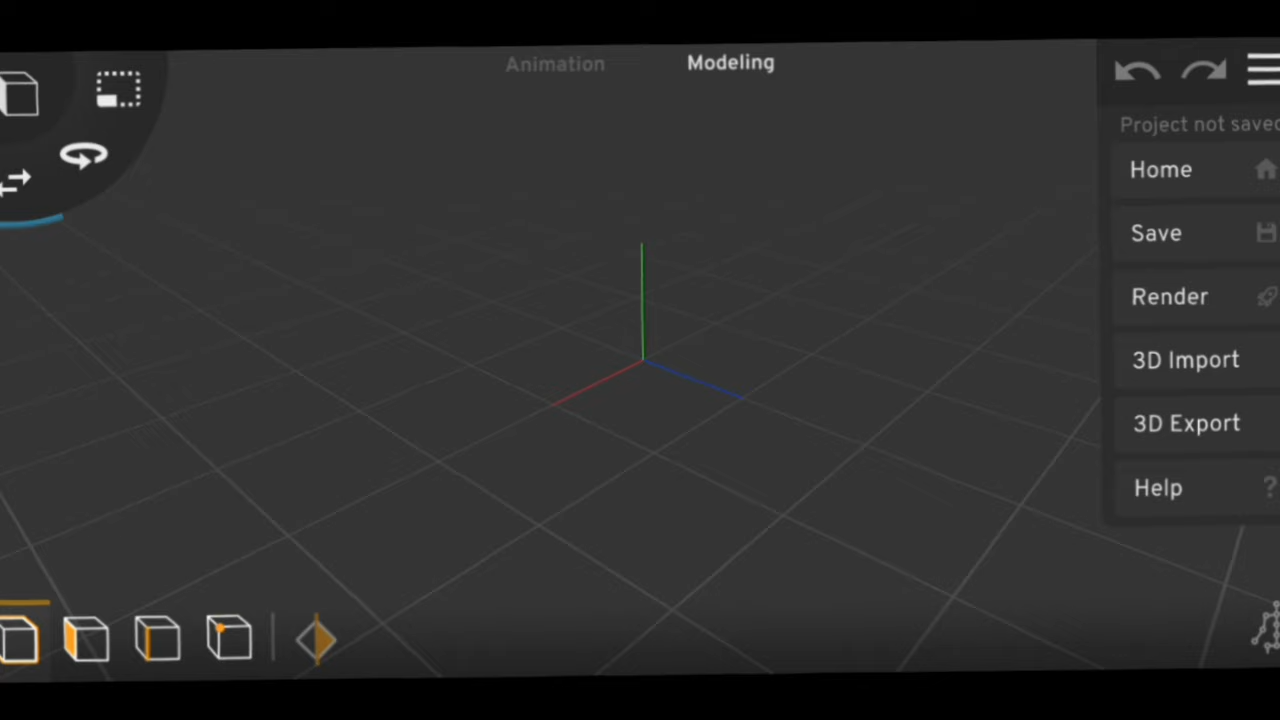 Animation
Modeling
Project not saved
Home
Save
Render
3D Import
3D Export
Help
?